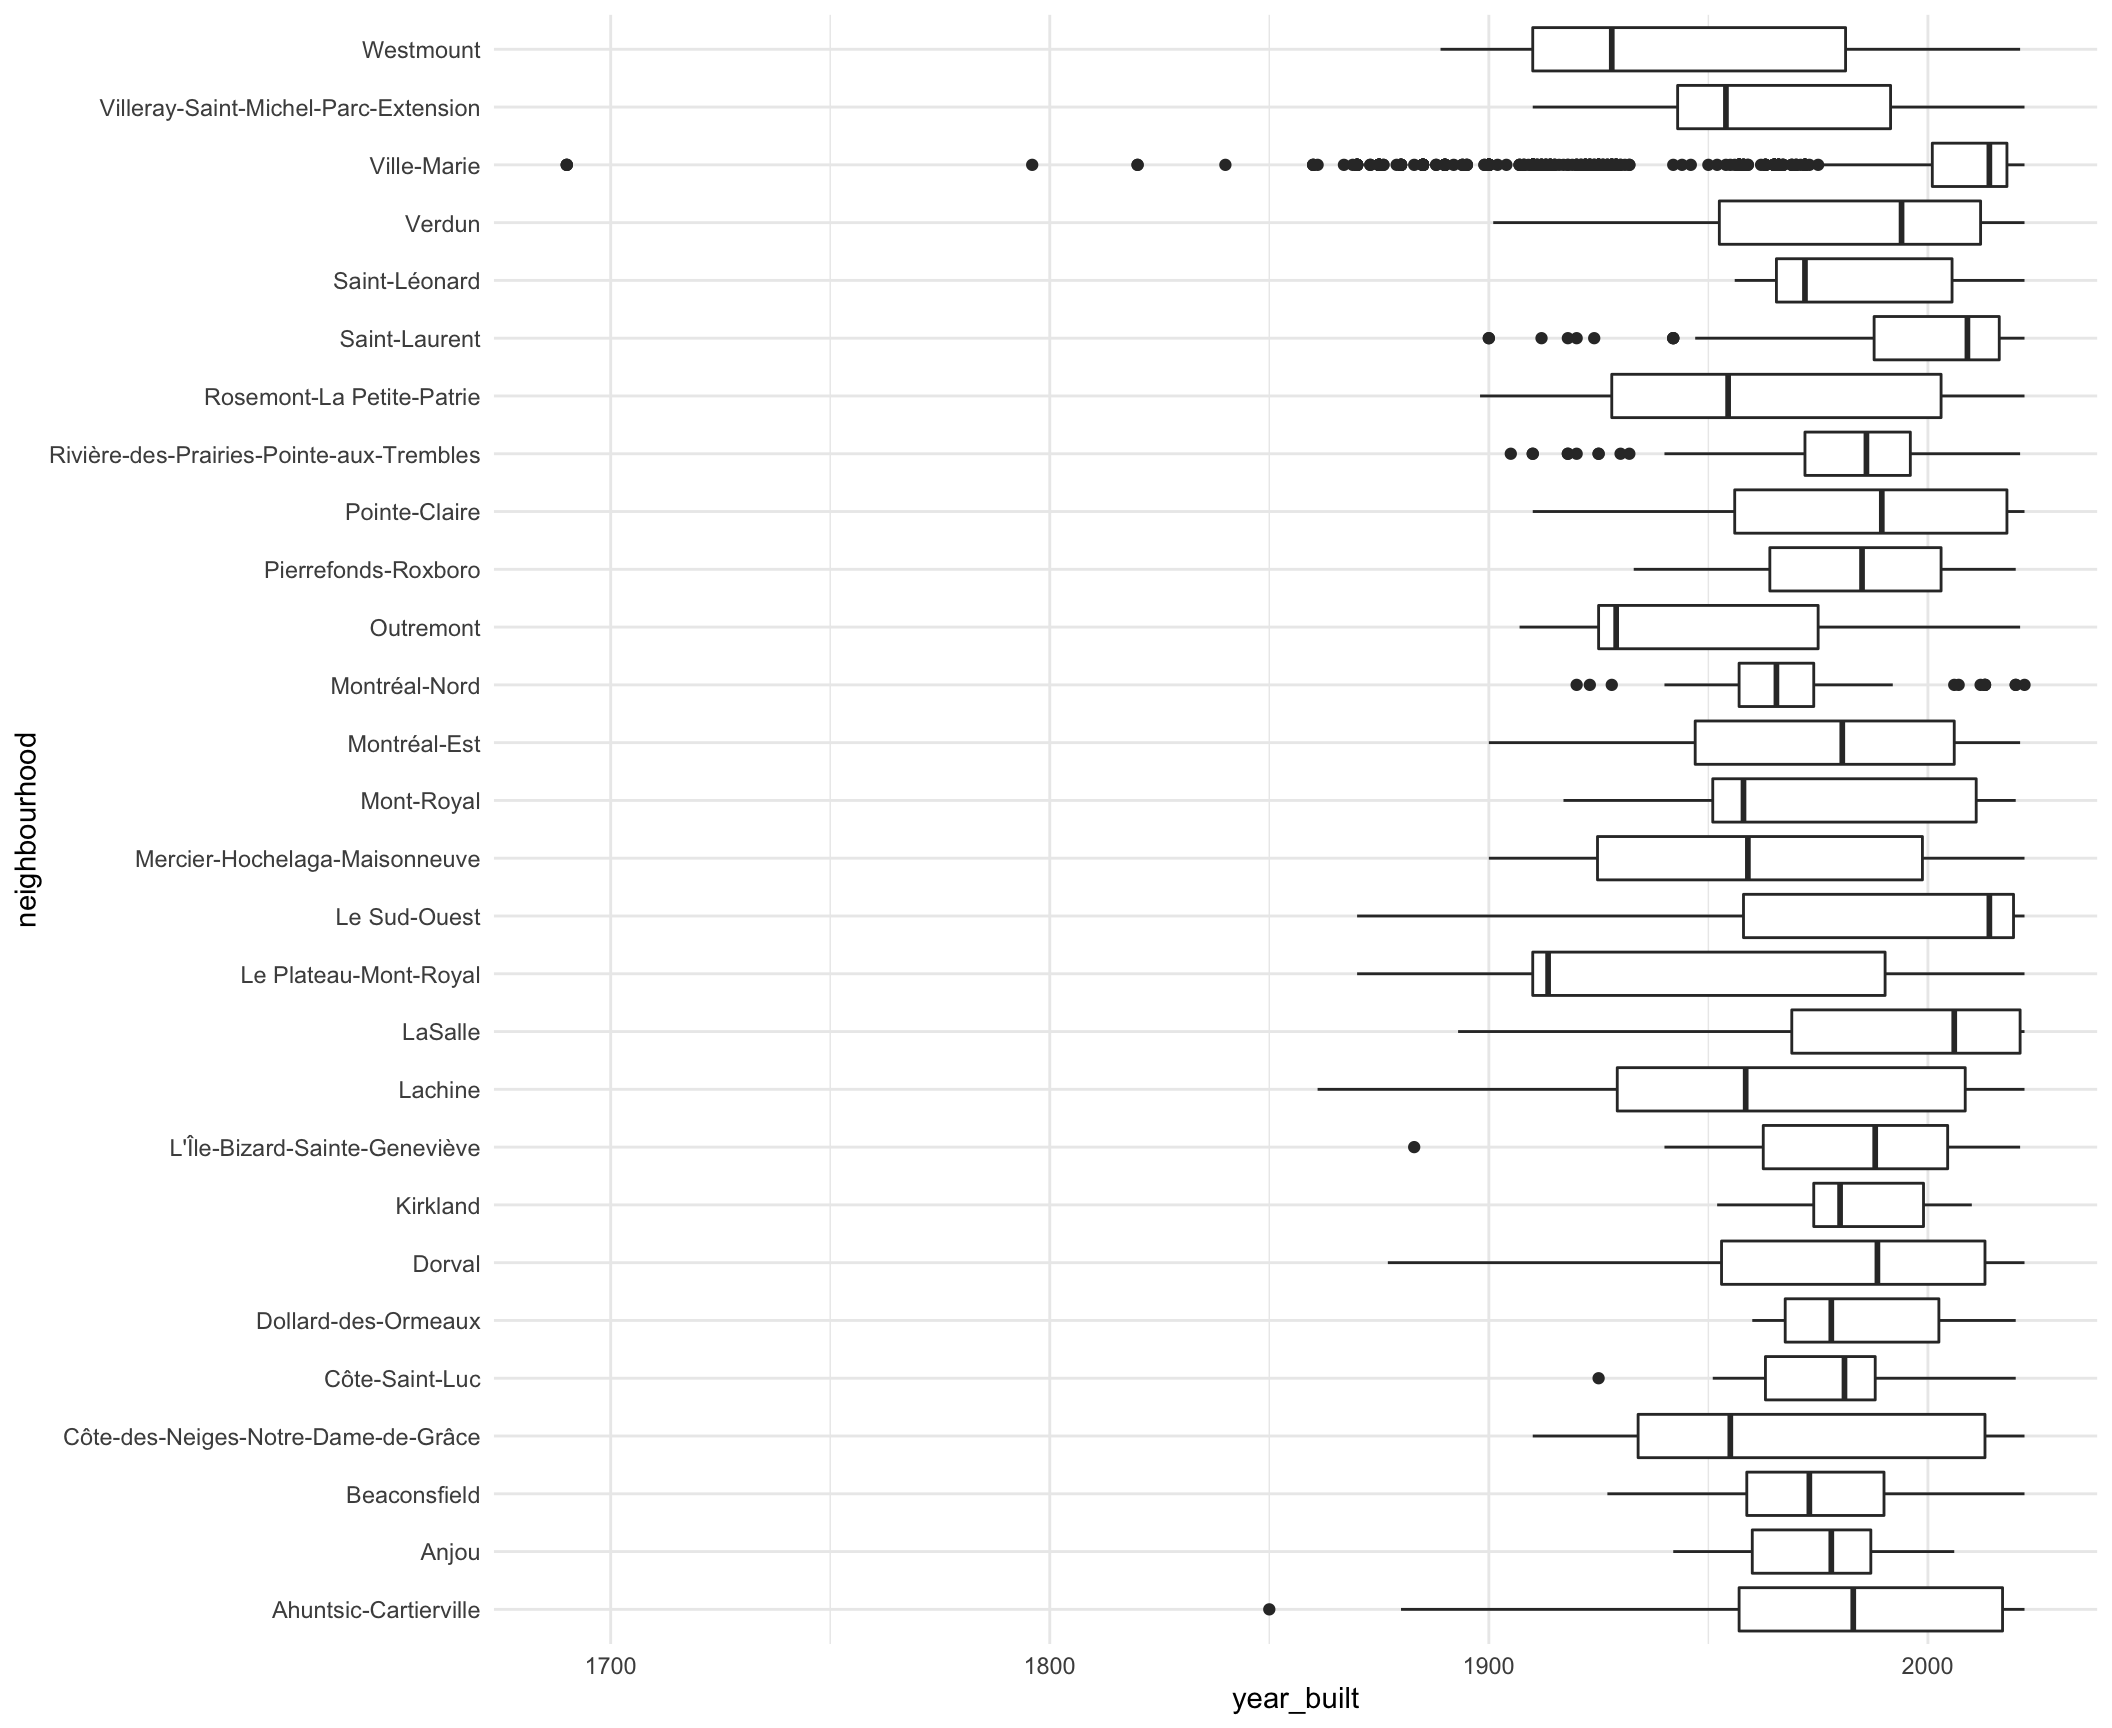 Westmount
Villeray-Saint-Michel-Parc-Extension
Ville-Marie
Verdun
Saint-Léonard
Saint-Laurent
Rosemont-La Petite-Patrie
Rivière-des-Prairies-Pointe-aux-Trembles
Pointe-Claire
Pierrefonds-Roxboro
Outremont
Montréal-Nord
Montréal-Est
Mont-Royal
Mercier-Hochelaga-Maisonneuve
Le Sud-Ouest
Le Plateau-Mont-Royal
LaSalle
Lachine
L'Île-Bizard-Sainte-Geneviève
Kirkland
Dorval
Dollard-des-Ormeaux
Côte-Saint-Luc
Côte-des-Neiges-Notre-Dame-de-Grâce
Beaconsfield
Anjou
Ahuntsic-Cartierville
neighbourhood
1700 1800 1900 2000
year_built